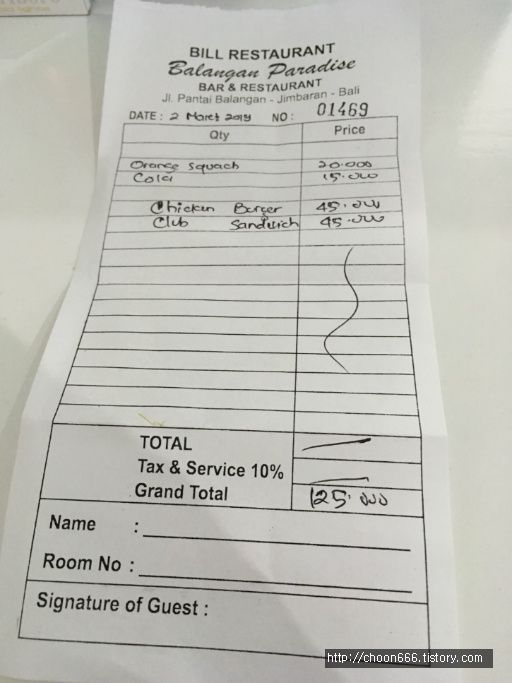 BILL RESTAURANT
Balangan Paradise
BAR & RESTAURANT
Jl. Pantai Balangan - Jimbaran - Bali
DATE : 2 Maret 2015 NO : 01469
Qty Price
Orange Squach 20.000
Cola 15.000
Chicken Burger 45.000
Club Sandwich 45.000
TOTAL
Tax & Service 10%
Grand Total 125.000
Name :
Room No :
Signature of Guest :
http://choon666.tistory.com